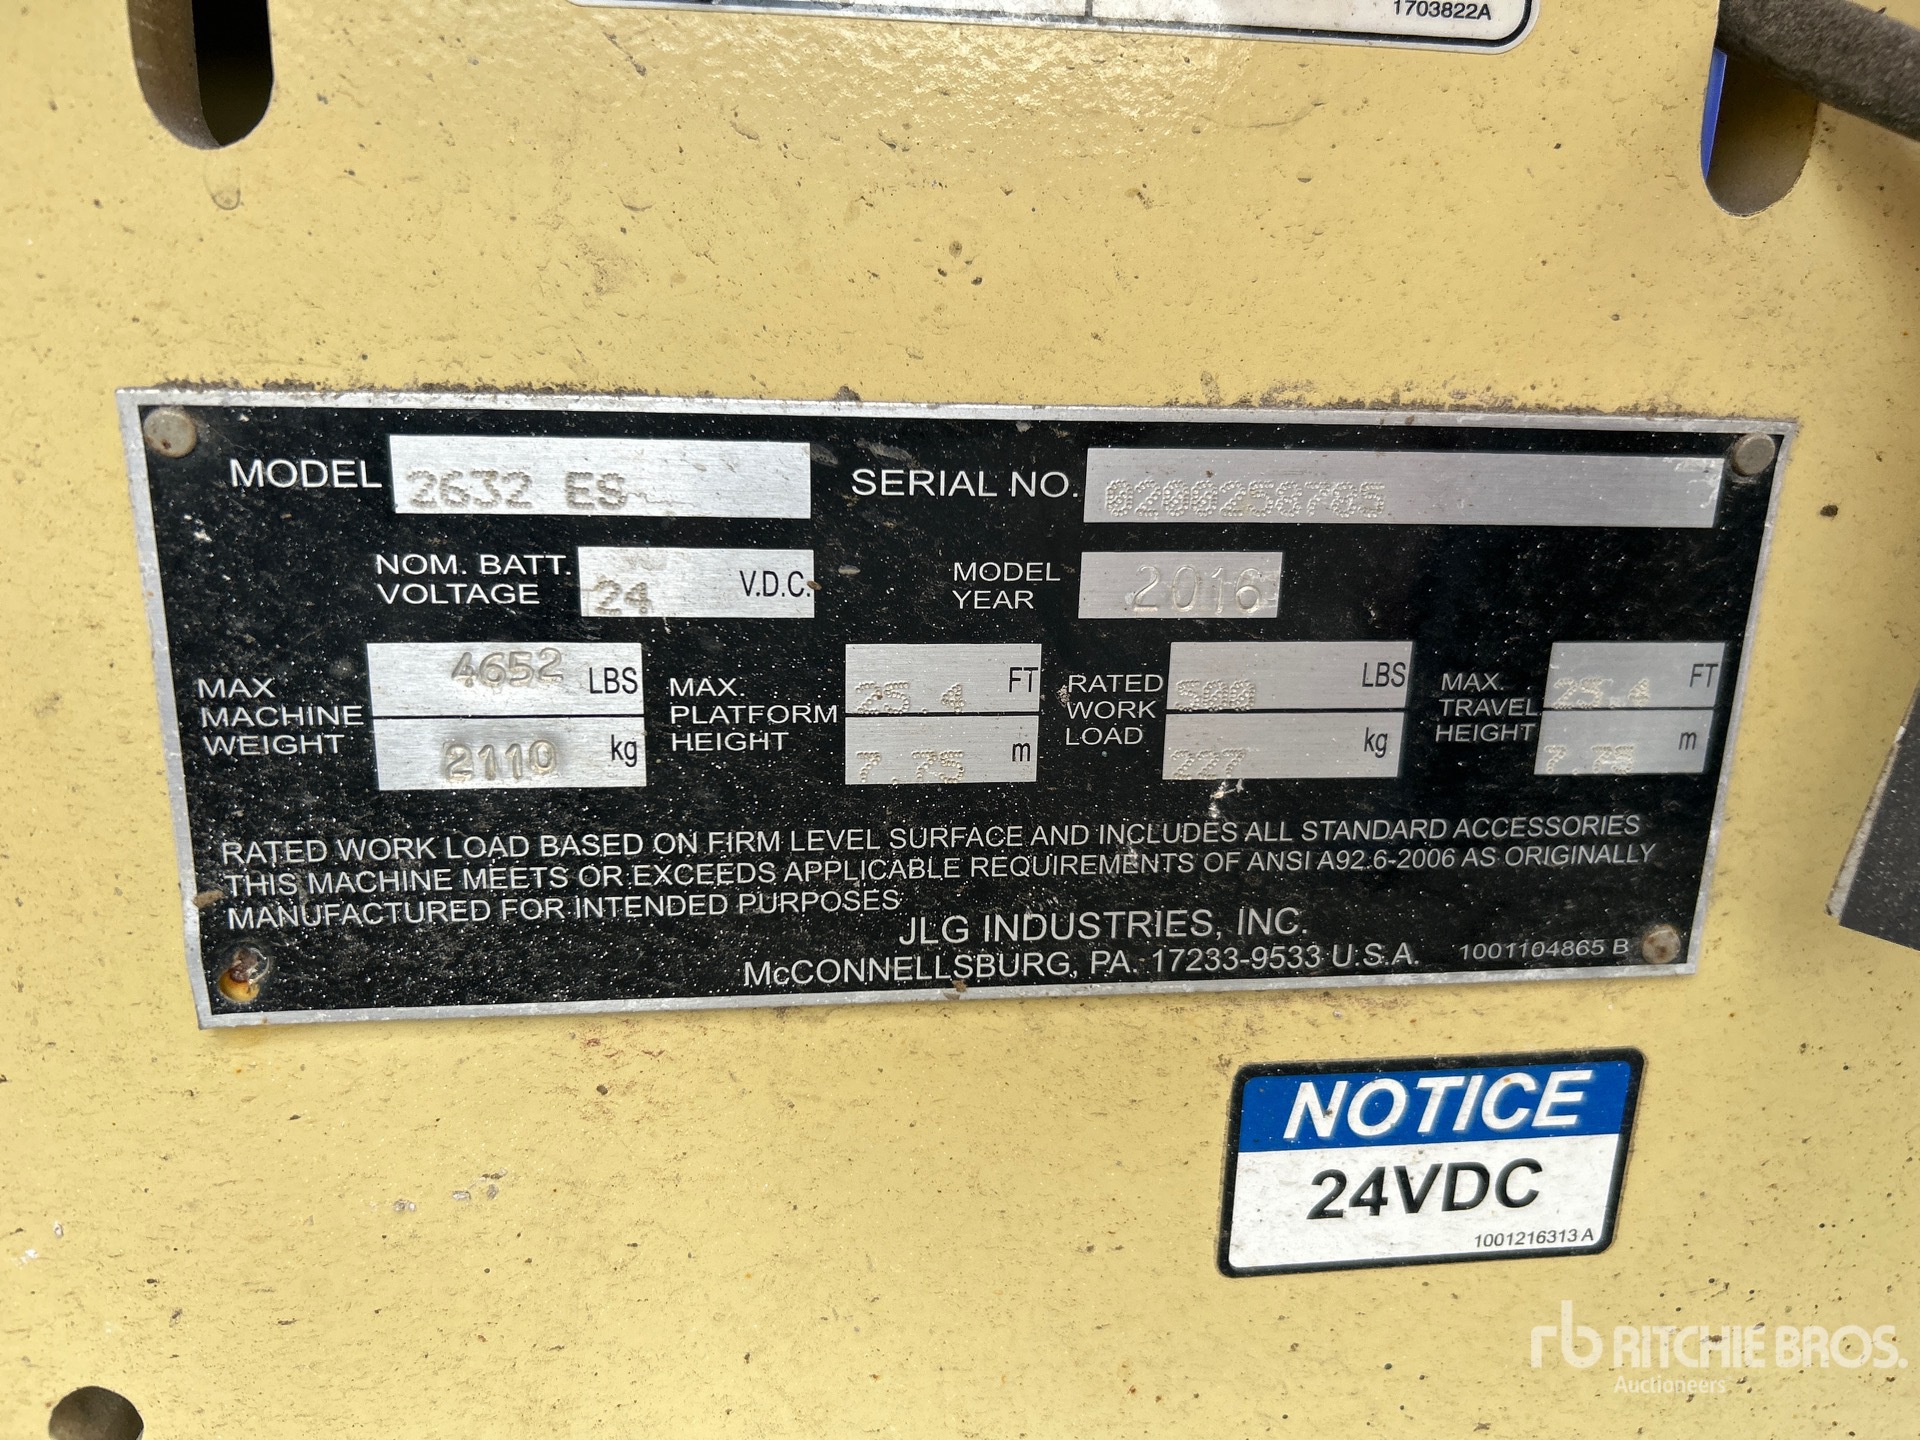 1703822A
MODEL 2632 ES SERIAL NO. 0200258785
NOM. BATT. VOLTAGE 24 V.D.C. MODEL YEAR 2016
MAX MACHINE WEIGHT 4652 LBS 2110 kg MAX. PLATFORM HEIGHT 25.4 FT 7.75 m RATED WORK LOAD 500 LBS 227 kg MAX. TRAVEL HEIGHT 25.4 FT 7.75 m
RATED WORK LOAD BASED ON FIRM LEVEL SURFACE AND INCLUDES ALL STANDARD ACCESSORIES
THIS MACHINE MEETS OR EXCEEDS APPLICABLE REQUIREMENTS OF ANSI A92.6-2006 AS ORIGINALLY
MANUFACTURED FOR INTENDED PURPOSES
JLG INDUSTRIES, INC.
McCONNELLSBURG, PA. 17233-9533 U.S.A. 1001104865 B
NOTICE
24VDC
1001216313 A
rb RITCHIE BROS.
Auctioneers